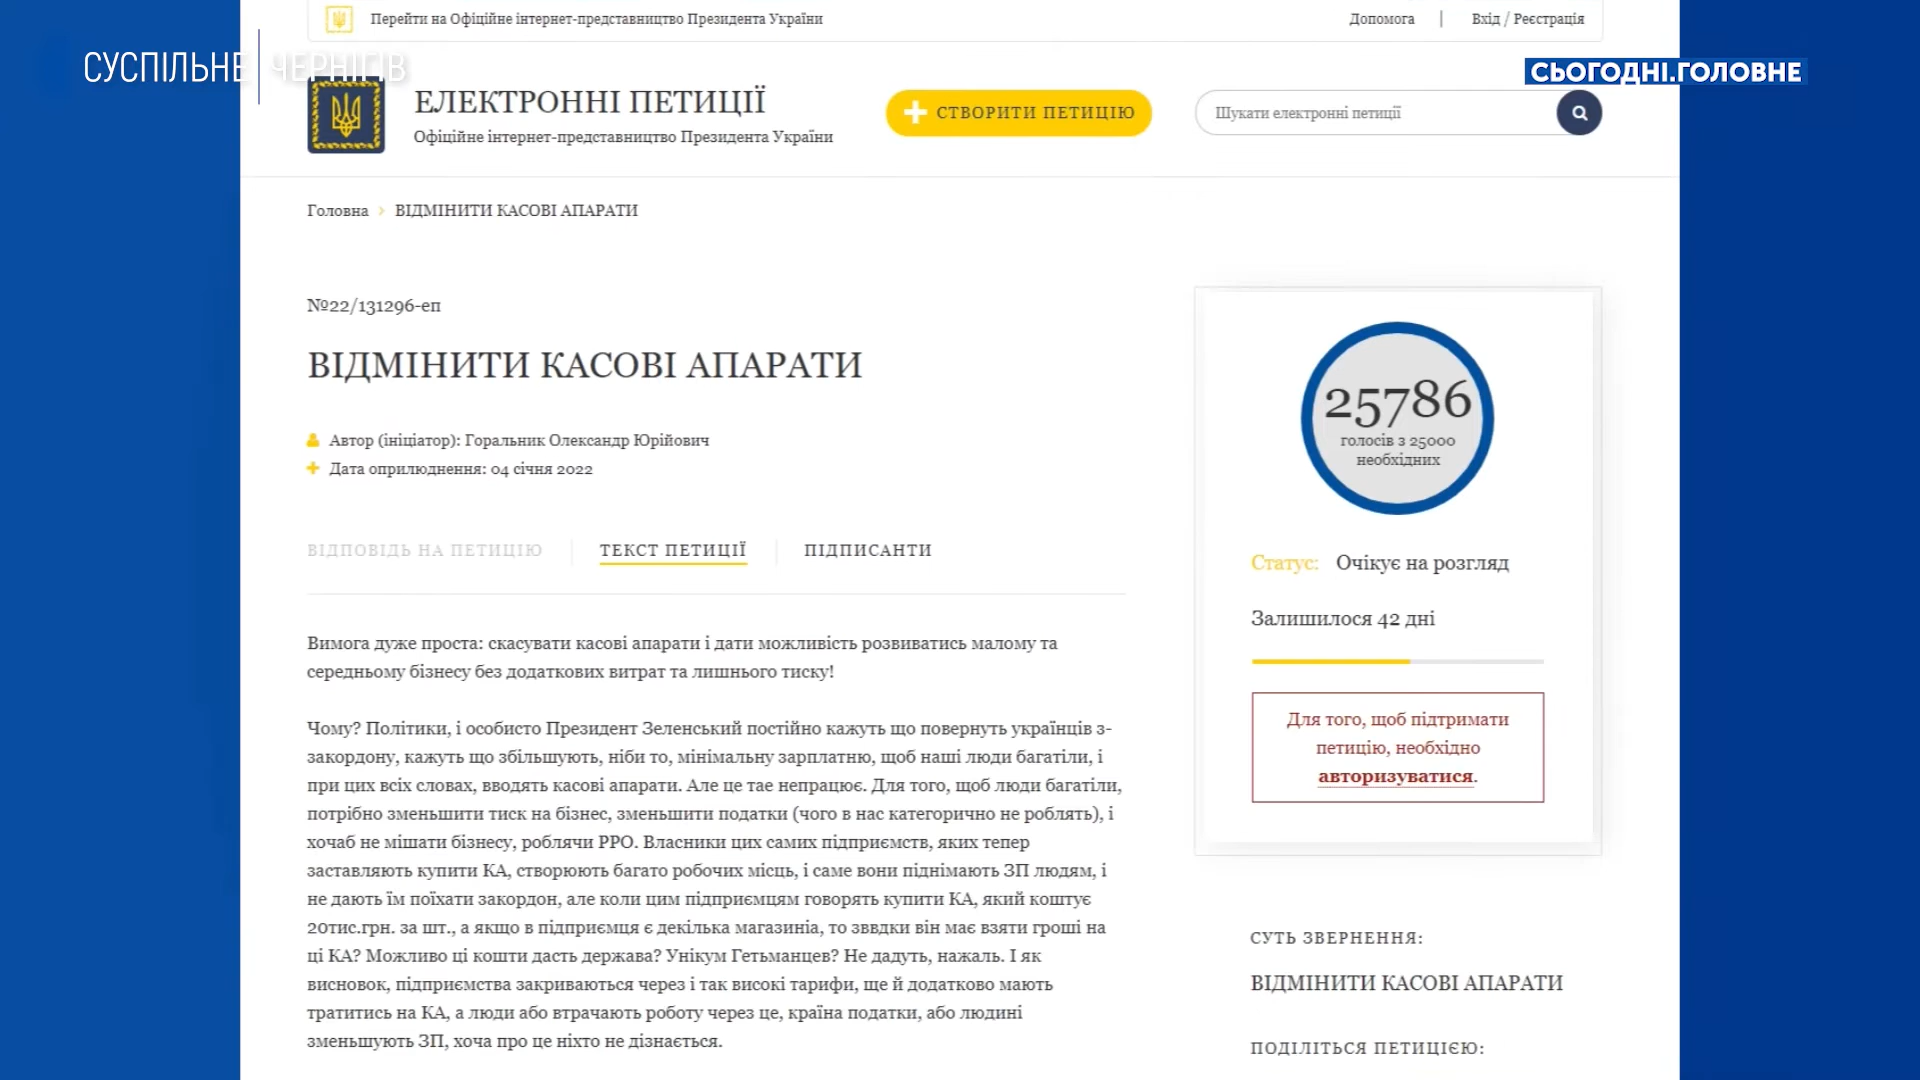 Перейти на Офіційне інтернет-представництво Президента України
Допомога | Вхід / Реєстрація
СУСПІЛЬНЕ ЧЕРНІГІВ
СЬОГОДНІ.ГОЛОВНЕ
ЕЛЕКТРОННІ ПЕТИЦІЇ
Офіційне інтернет-представництво Президента України
СТВОРИТИ ПЕТИЦІЮ
Шукати електронні петиції
Головна > ВІДМІНИТИ КАСОВІ АПАРАТИ
№22/131296-еп
ВІДМІНИТИ КАСОВІ АПАРАТИ
Автор (ініціатор): Горальник Олександр Юрійович
Дата оприлюднення: 04 січня 2022
ВІДПОВІДЬ НА ПЕТИЦІЮ
ТЕКСТ ПЕТИЦІЇ
ПІДПИСАНТИ
Вимога дуже проста: скасувати касові апарати і дати можливість розвиватись малому та
середньому бізнесу без додаткових витрат та лишнього тиску!
Чому? Політики, і особисто Президент Зеленський постійно кажуть що повернуть українців з-
закордону, кажуть що збільшують, ніби то, мінімальну зарплатню, щоб наші люди багатіли, і
при цих всіх словах, вводять касові апарати. Але це тае непрацює. Для того, щоб люди багатіли,
потрібно зменьшити тиск на бізнес, зменьшити податки (чого в нас категорично не роблять), і
хочаб не мішати бізнесу, роблячи РРО. Власники цих самих підприємств, яких тепер
заставляють купити КА, створюють багато робочих місць, і саме вони піднімають ЗП людям, і
не дають їм поїхати закордон, але коли цим підприємцям говорять купити КА, який коштує
20тис.грн. за шт., а якщо в підприємця є декілька магазиніа, то зввдки він має взяти гроші на
ці КА? Можливо ці кошти дасть держава? Унікум Гетьманцев? Не дадуть, нажаль. І як
висновок, підприємства закриваються через і так високі тарифи, ще й додатково мають
тратитись на КА, а люди або втрачають роботу через це, країна податки, або людині
зменьшують ЗП, хоча про це ніхто не дізнається.
25786
голосів з 25000
необхідних
Статус: Очікує на розгляд
Залишилося 42 дні
Для того, щоб підтримати
петицію, необхідно
авторизуватися.
СУТЬ ЗВЕРНЕННЯ:
ВІДМІНИТИ КАСОВІ АПАРАТИ
ПОДІЛІТЬСЯ ПЕТИЦІЄЮ: